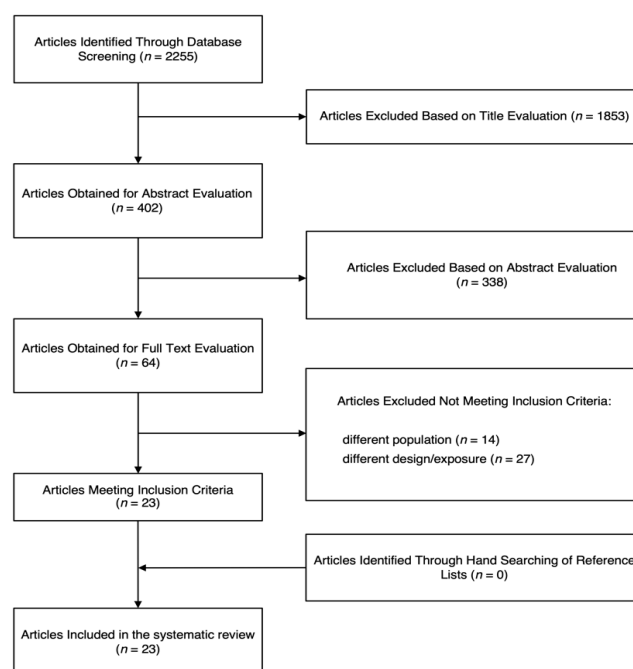 Articles Identified Through Database
Screening (n = 2255)
Articles Excluded Based on Title Evaluation (n = 1853)
Articles Obtained for Abstract Evaluation
(n = 402)
Articles Excluded Based on Abstract Evaluation
(n = 338)
Articles Obtained for Full Text Evaluation
(n = 64)
Articles Excluded Not Meeting Inclusion Criteria:
different population (n = 14)
different design/exposure (n = 27)
Articles Meeting Inclusion Criteria
(n = 23)
Articles Identified Through Hand Searching of Reference
Lists (n = 0)
Articles Included in the systematic review
(n = 23)